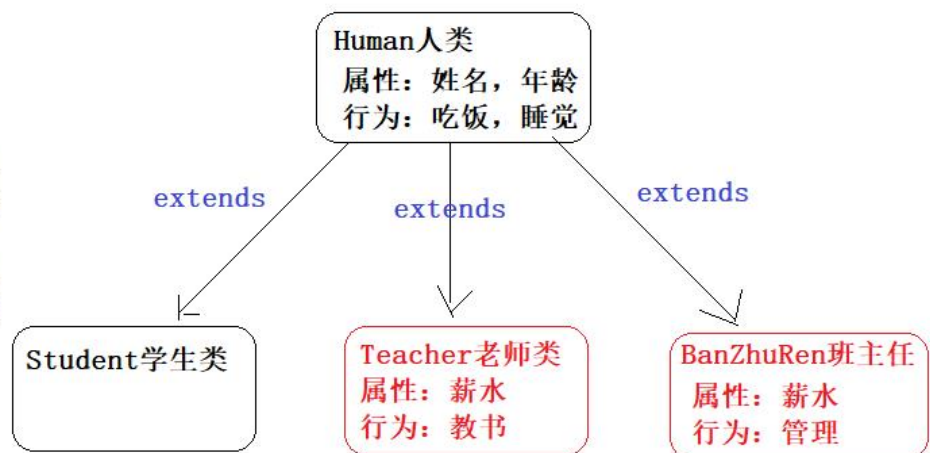 Human人类
属性：姓名，年龄
行为：吃饭，睡觉
extends
extends
extends
Student学生类
Teacher老师类
属性：薪水
行为：教书
BanZhuRen班主任
属性：薪水
行为：管理